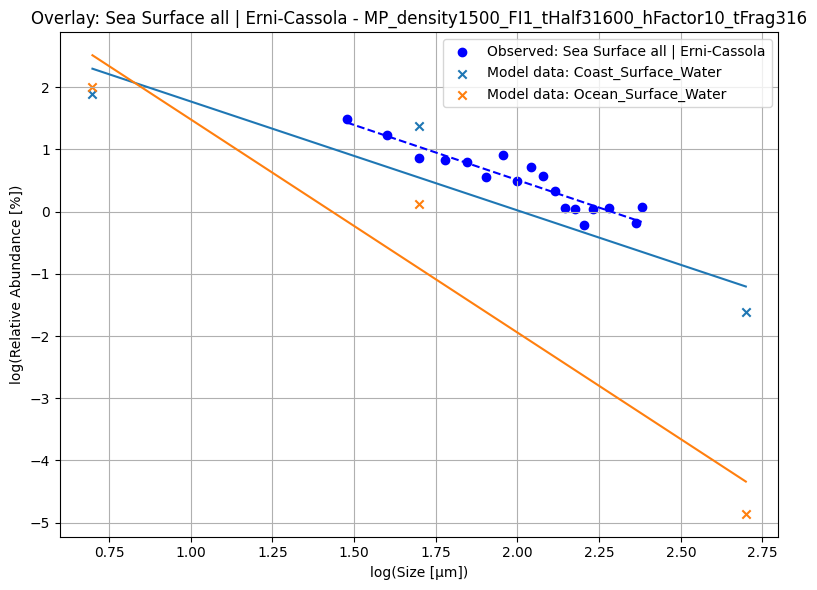 Overlay: Sea Surface all | Erni-Cassola - MP_density1500_FI1_tHalf31600_hFactor10_tFrag316
Observed: Sea Surface all | Erni-Cassola
Model data: Coast_Surface_Water
Model data: Ocean_Surface_Water
log(Relative Abundance [%])
2
1
0
−1
−2
−3
−4
−5
0.75
1.00
1.25
1.50
1.75
2.00
2.25
2.50
2.75
log(Size [µm])